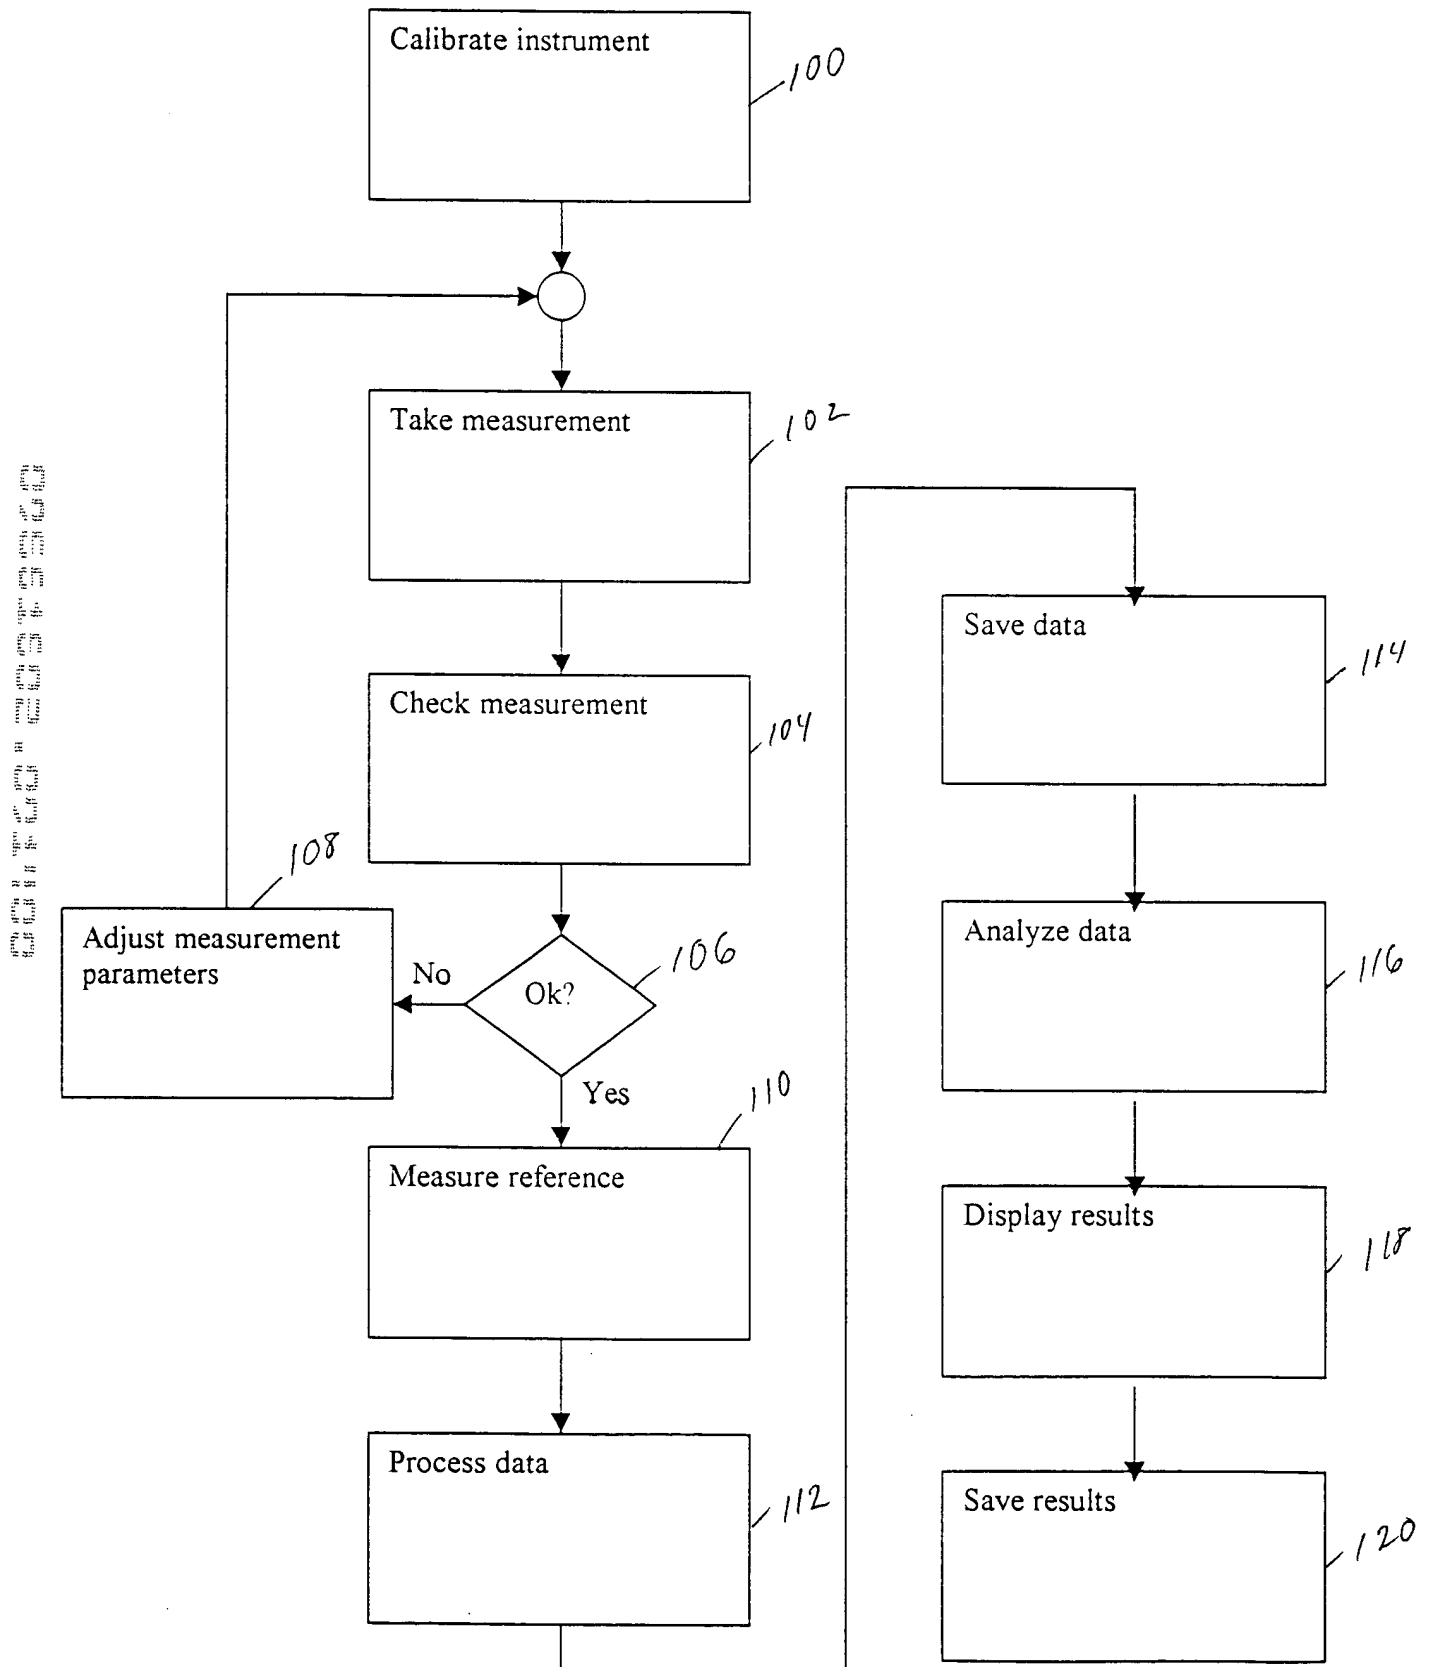 Calibrate instrument
100
Take measurement
102
Check measurement
104
108
Adjust measurement
parameters
No
Ok?
106
Yes
110
Measure reference
Process data
112
Save data
114
Analyze data
116
Display results
118
Save results
120